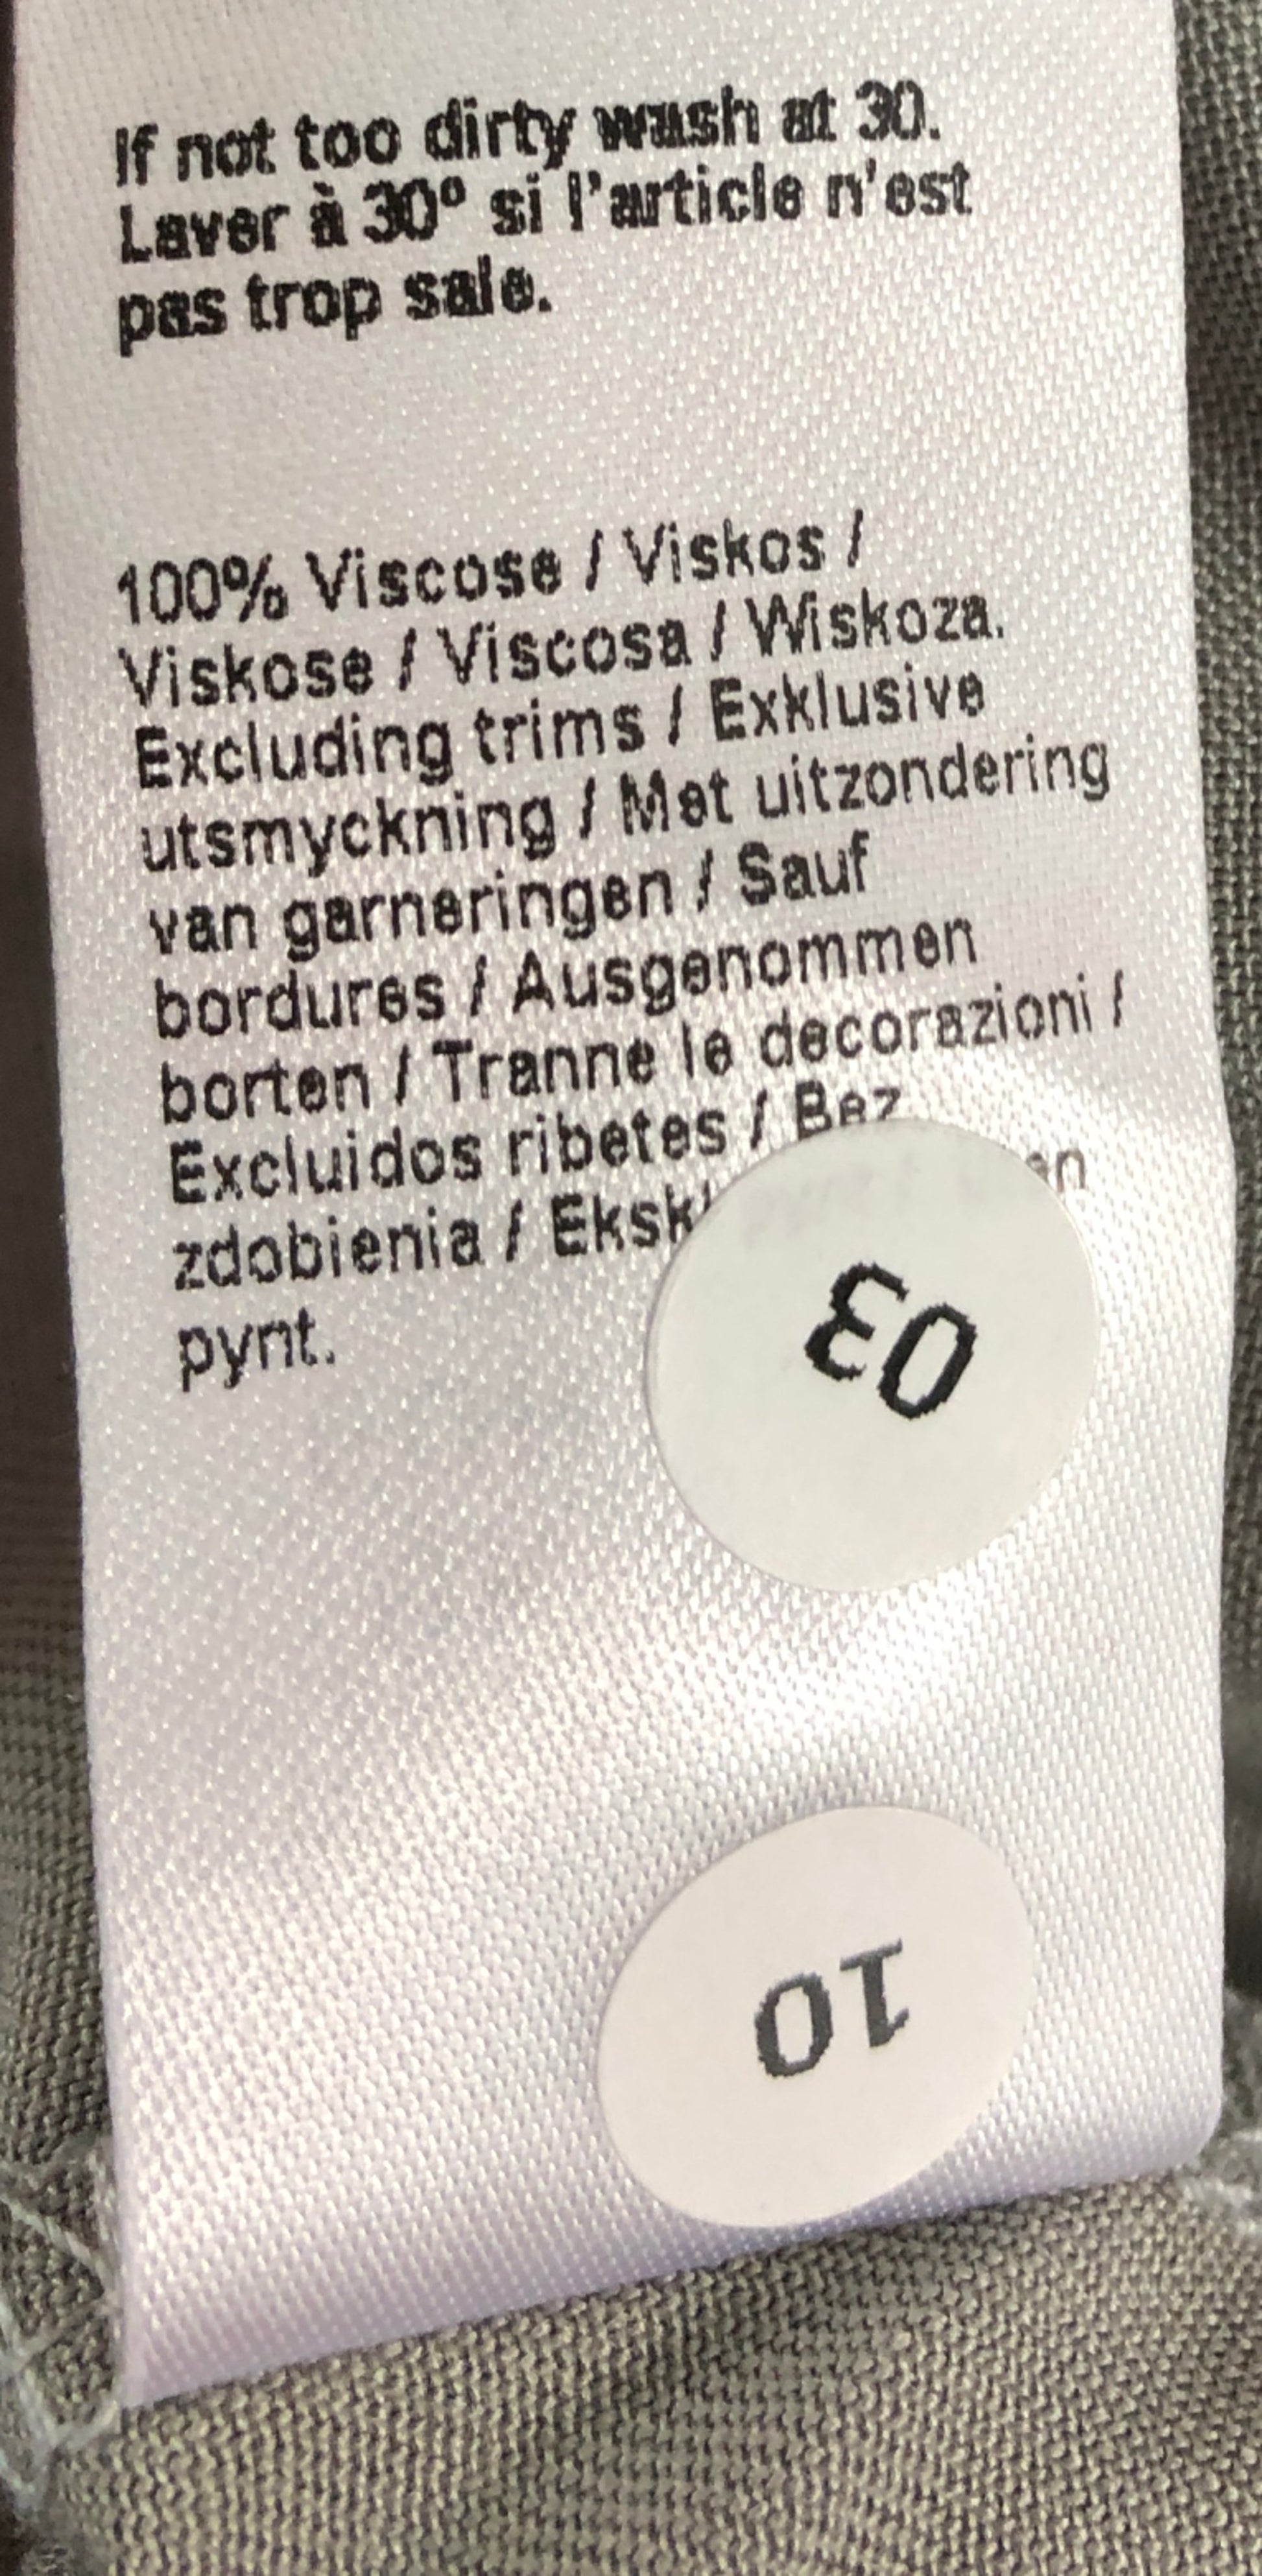 If not too dirty wash at 30.
Laver à 30° si l'article n'est
pas trop sale.
100% Viscose / Viskos /
Viskose / Viscosa / Wiskoza.
Excluding trims / Exklusive
utsmyckning / Met uitzondering
van garneringen / Sauf
bordures / Ausgenommen
borten / Tranne le decorazioni /
Excluidos ribetes / Bez
zdobienia /
pynt.
03
10